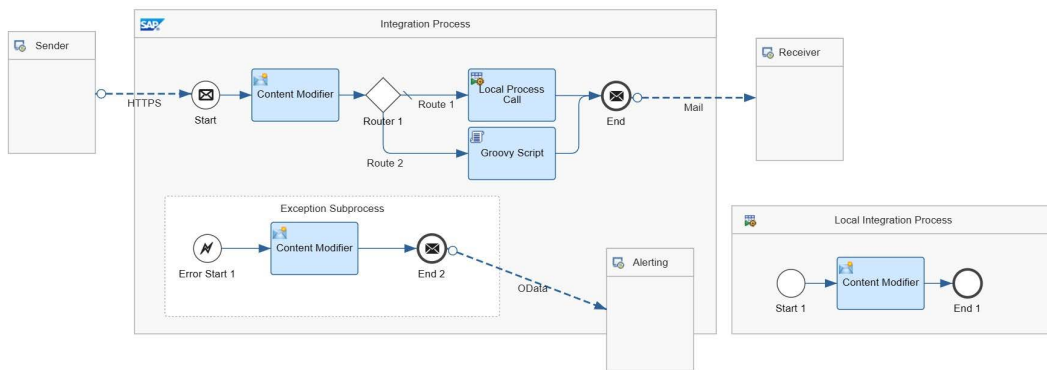 Sender
SAP
Integration Process
Receiver
HTTPS
Start
Content Modifier
Router 1
Route 1
Local Process
Call
End
Mail
Route 2
Groovy Script
Exception Subprocess
Error Start 1
Content Modifier
End 2
OData
Alerting
Local Integration Process
Start 1
Content Modifier
End 1